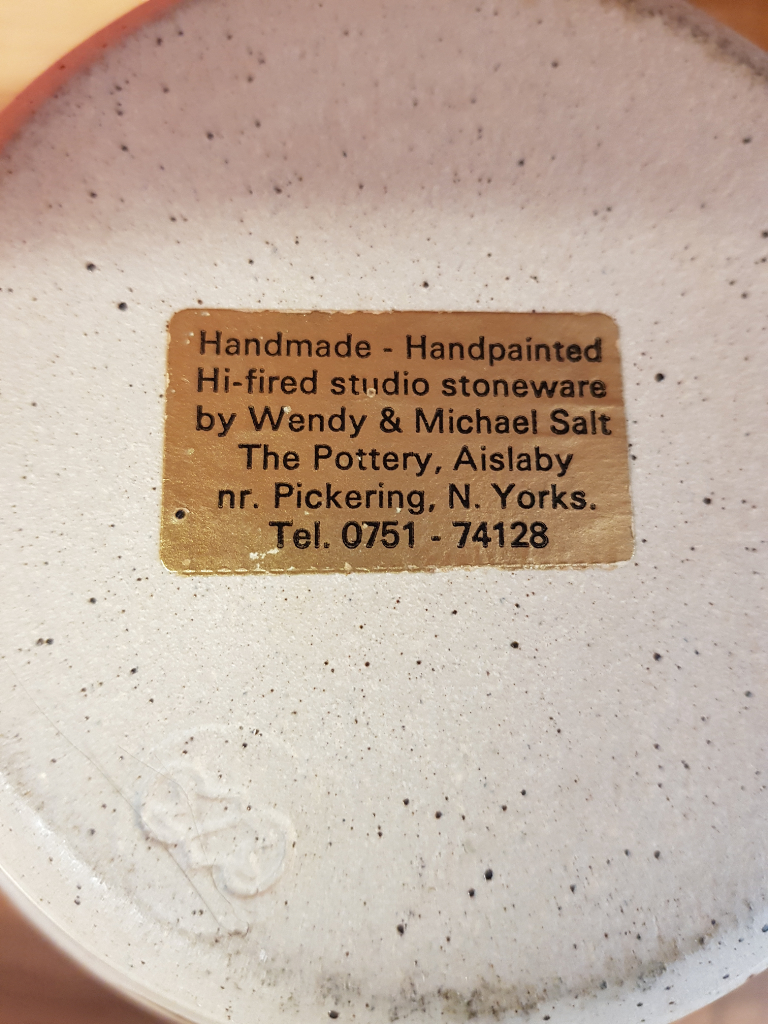 Handmade - Handpainted
Hi-fired studio stoneware
by Wendy & Michael Salt
The Pottery, Aislaby
nr. Pickering, N. Yorks.
Tel. 0751 - 74128